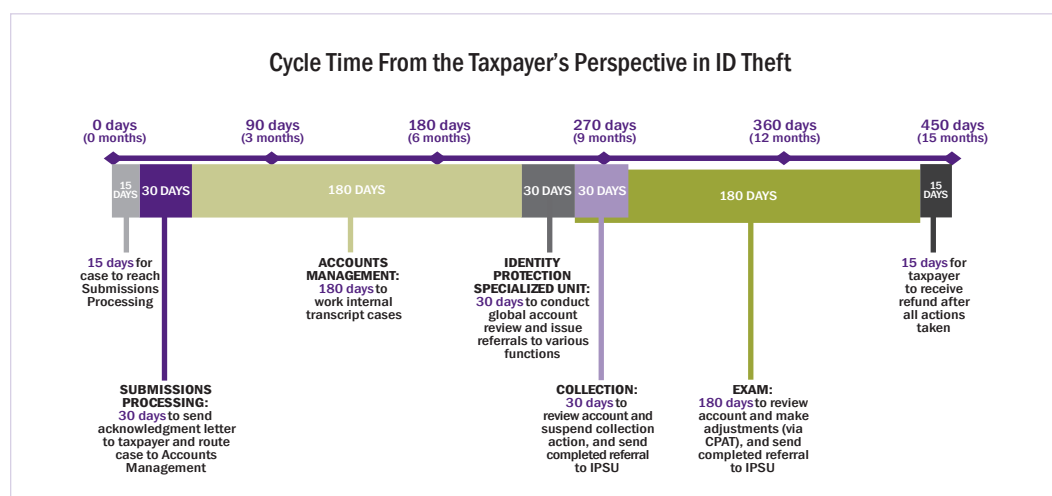 Cycle Time From the Taxpayer's Perspective in ID Theft
0 days
(0 months)
90 days
(3 months)
180 days
(6 months)
270 days
(9 months)
360 days
(12 months)
450 days
(15 months)
15
DAYS
30 DAYS
180 DAYS
30 DAYS
30 DAYS
180 DAYS
15
DAYS
15 days for
case to reach
Submissions
Processing
ACCOUNTS
MANAGEMENT:
180 days to
work internal
transcript cases
IDENTITY
PROTECTION
SPECIALIZED UNIT:
30 days to conduct
global account
review and issue
referrals to various
functions
15 days for
taxpayer
to receive
refund after
all actions
taken
SUBMISSIONS
PROCESSING:
30 days to send
acknowledgment letter
to taxpayer and route
case to Accounts
Management
COLLECTION:
30 days to
review account and
suspend collection
action, and send
completed referral
to IPSU
EXAM:
180 days to review
account and make
adjustments (via
CPAT), and send
completed referral
to IPSU